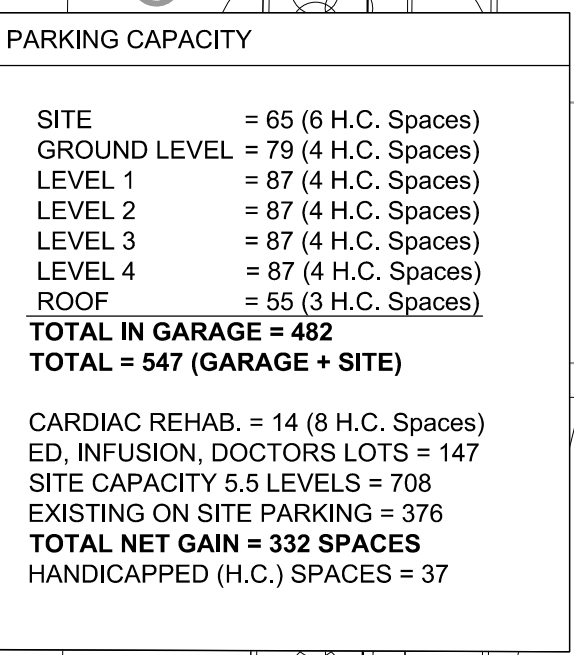 PARKING CAPACITY
SITE = 65 (6 H.C. Spaces)
GROUND LEVEL = 79 (4 H.C. Spaces)
LEVEL 1 = 87 (4 H.C. Spaces)
LEVEL 2 = 87 (4 H.C. Spaces)
LEVEL 3 = 87 (4 H.C. Spaces)
LEVEL 4 = 87 (4 H.C. Spaces)
ROOF = 55 (3 H.C. Spaces)
TOTAL IN GARAGE = 482
TOTAL = 547 (GARAGE + SITE)
CARDIAC REHAB. = 14 (8 H.C. Spaces)
ED, INFUSION, DOCTORS LOTS = 147
SITE CAPACITY 5.5 LEVELS = 708
EXISTING ON SITE PARKING = 376
TOTAL NET GAIN = 332 SPACES
HANDICAPPED (H.C.) SPACES = 37